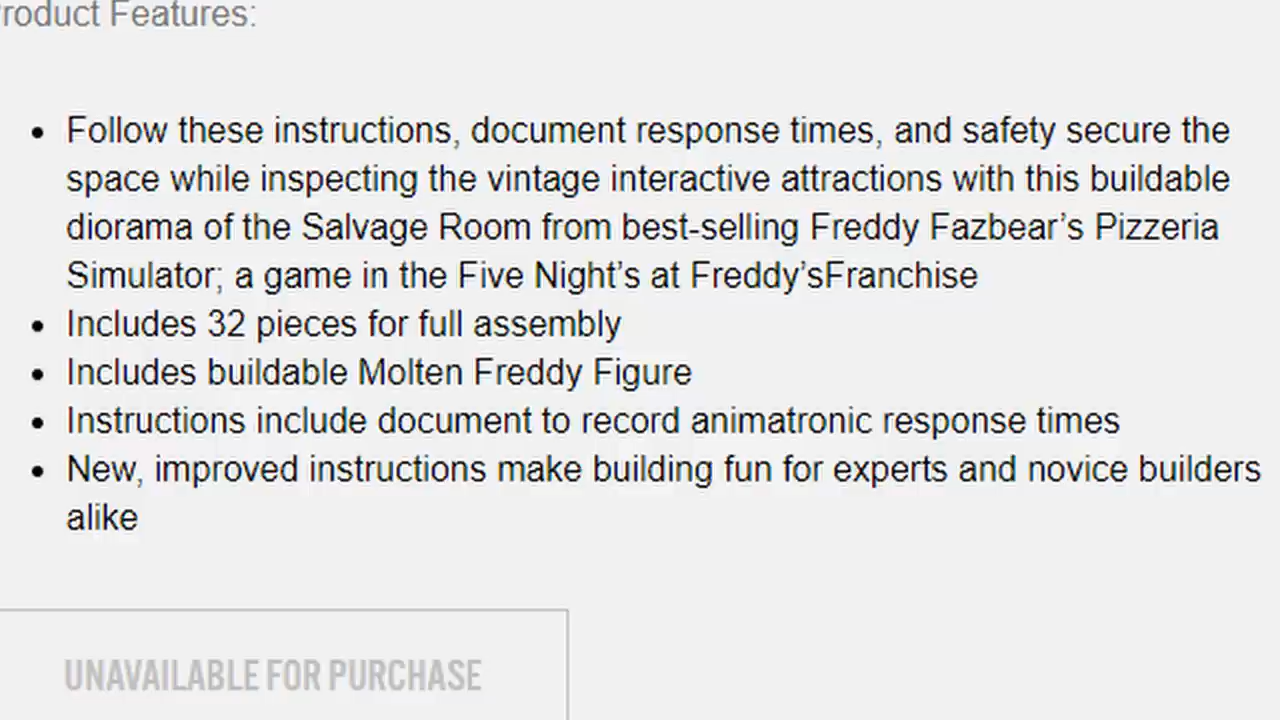 roduct Features:
Follow these instructions, document response times, and safety secure the
space while inspecting the vintage interactive attractions with this buildable
diorama of the Salvage Room from best-selling Freddy Fazbear’s Pizzeria
Simulator; a game in the Five Night’s at Freddy’sFranchise
Includes 32 pieces for full assembly
Includes buildable Molten Freddy Figure
Instructions include document to record animatronic response times
New, improved instructions make building fun for experts and novice builders
alike
UNAVAILABLE FOR PURCHASE